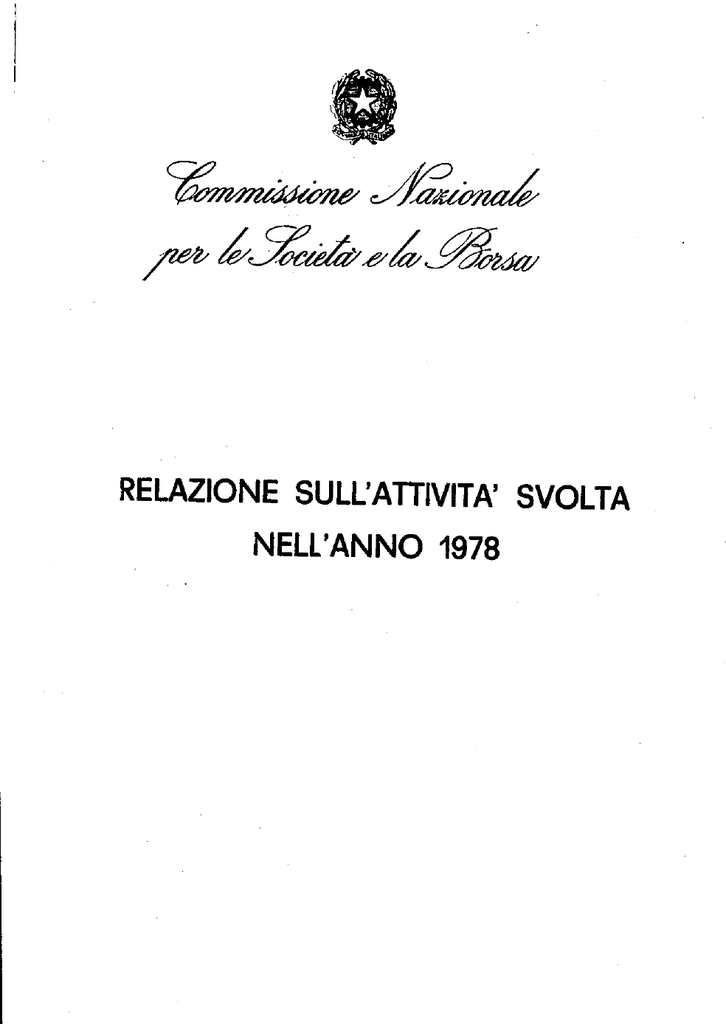 Commissione Nazionale
per le Società e la Borsa
RELAZIONE SULL'ATTIVITA' SVOLTA
NELL'ANNO 1978